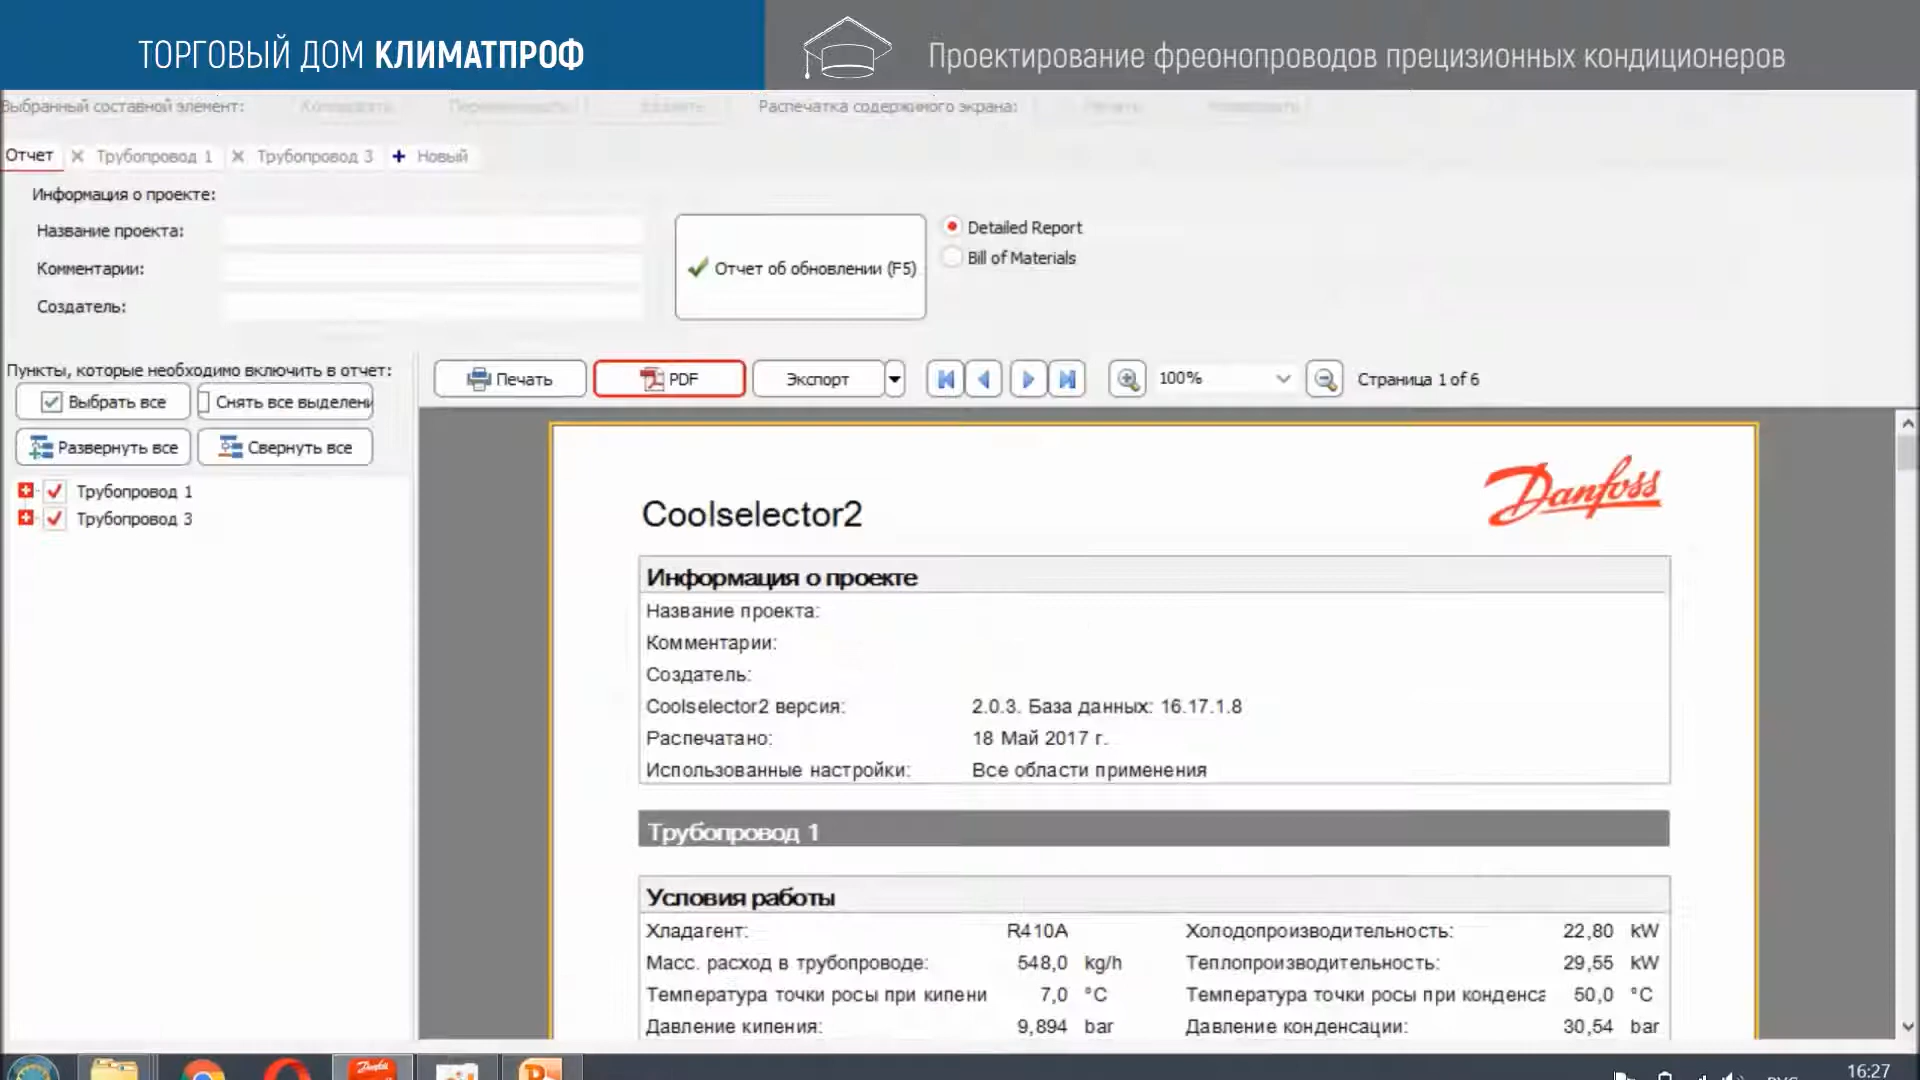 ТОРГОВЫЙ ДОМ КЛИМАТПРОФ
Проектирование фреонопроводов прецизионных кондиционеров
Выбранный составной элемент:
Распечатка содержимого экрана:
Отчет Трубопровод 1 Трубопровод 3 Новый
Информация о проекте:
Название проекта:
Комментарии:
Создатель:
Отчет об обновлении (F5)
Detailed Report
Bill of Materials
Пункты, которые необходимо включить в отчет:
Выбрать все
Снять все выделени
Развернуть все
Свернуть все
Трубопровод 1
Трубопровод 3
Печать PDF Экспорт 100% Страница 1 of 6
Coolselector2
Danfoss
Информация о проекте
Название проекта:
Комментарии:
Создатель:
Coolselector2 версия: 2.0.3. База данных: 16.17.1.8
Распечатано: 18 Май 2017 г.
Использованные настройки: Все области применения
Трубопровод 1
Условия работы
Хладагент: R410A Холодопроизводительность: 22,80 kW
Масс. расход в трубопроводе: 548,0 kg/h Теплопроизводительность: 29,55 kW
Температура точки росы при кипени 7,0 °C Температура точки росы при конденса 50,0 °C
Давление кипения: 9,894 bar Давление конденсации: 30,54 bar
Danfoss
16:27